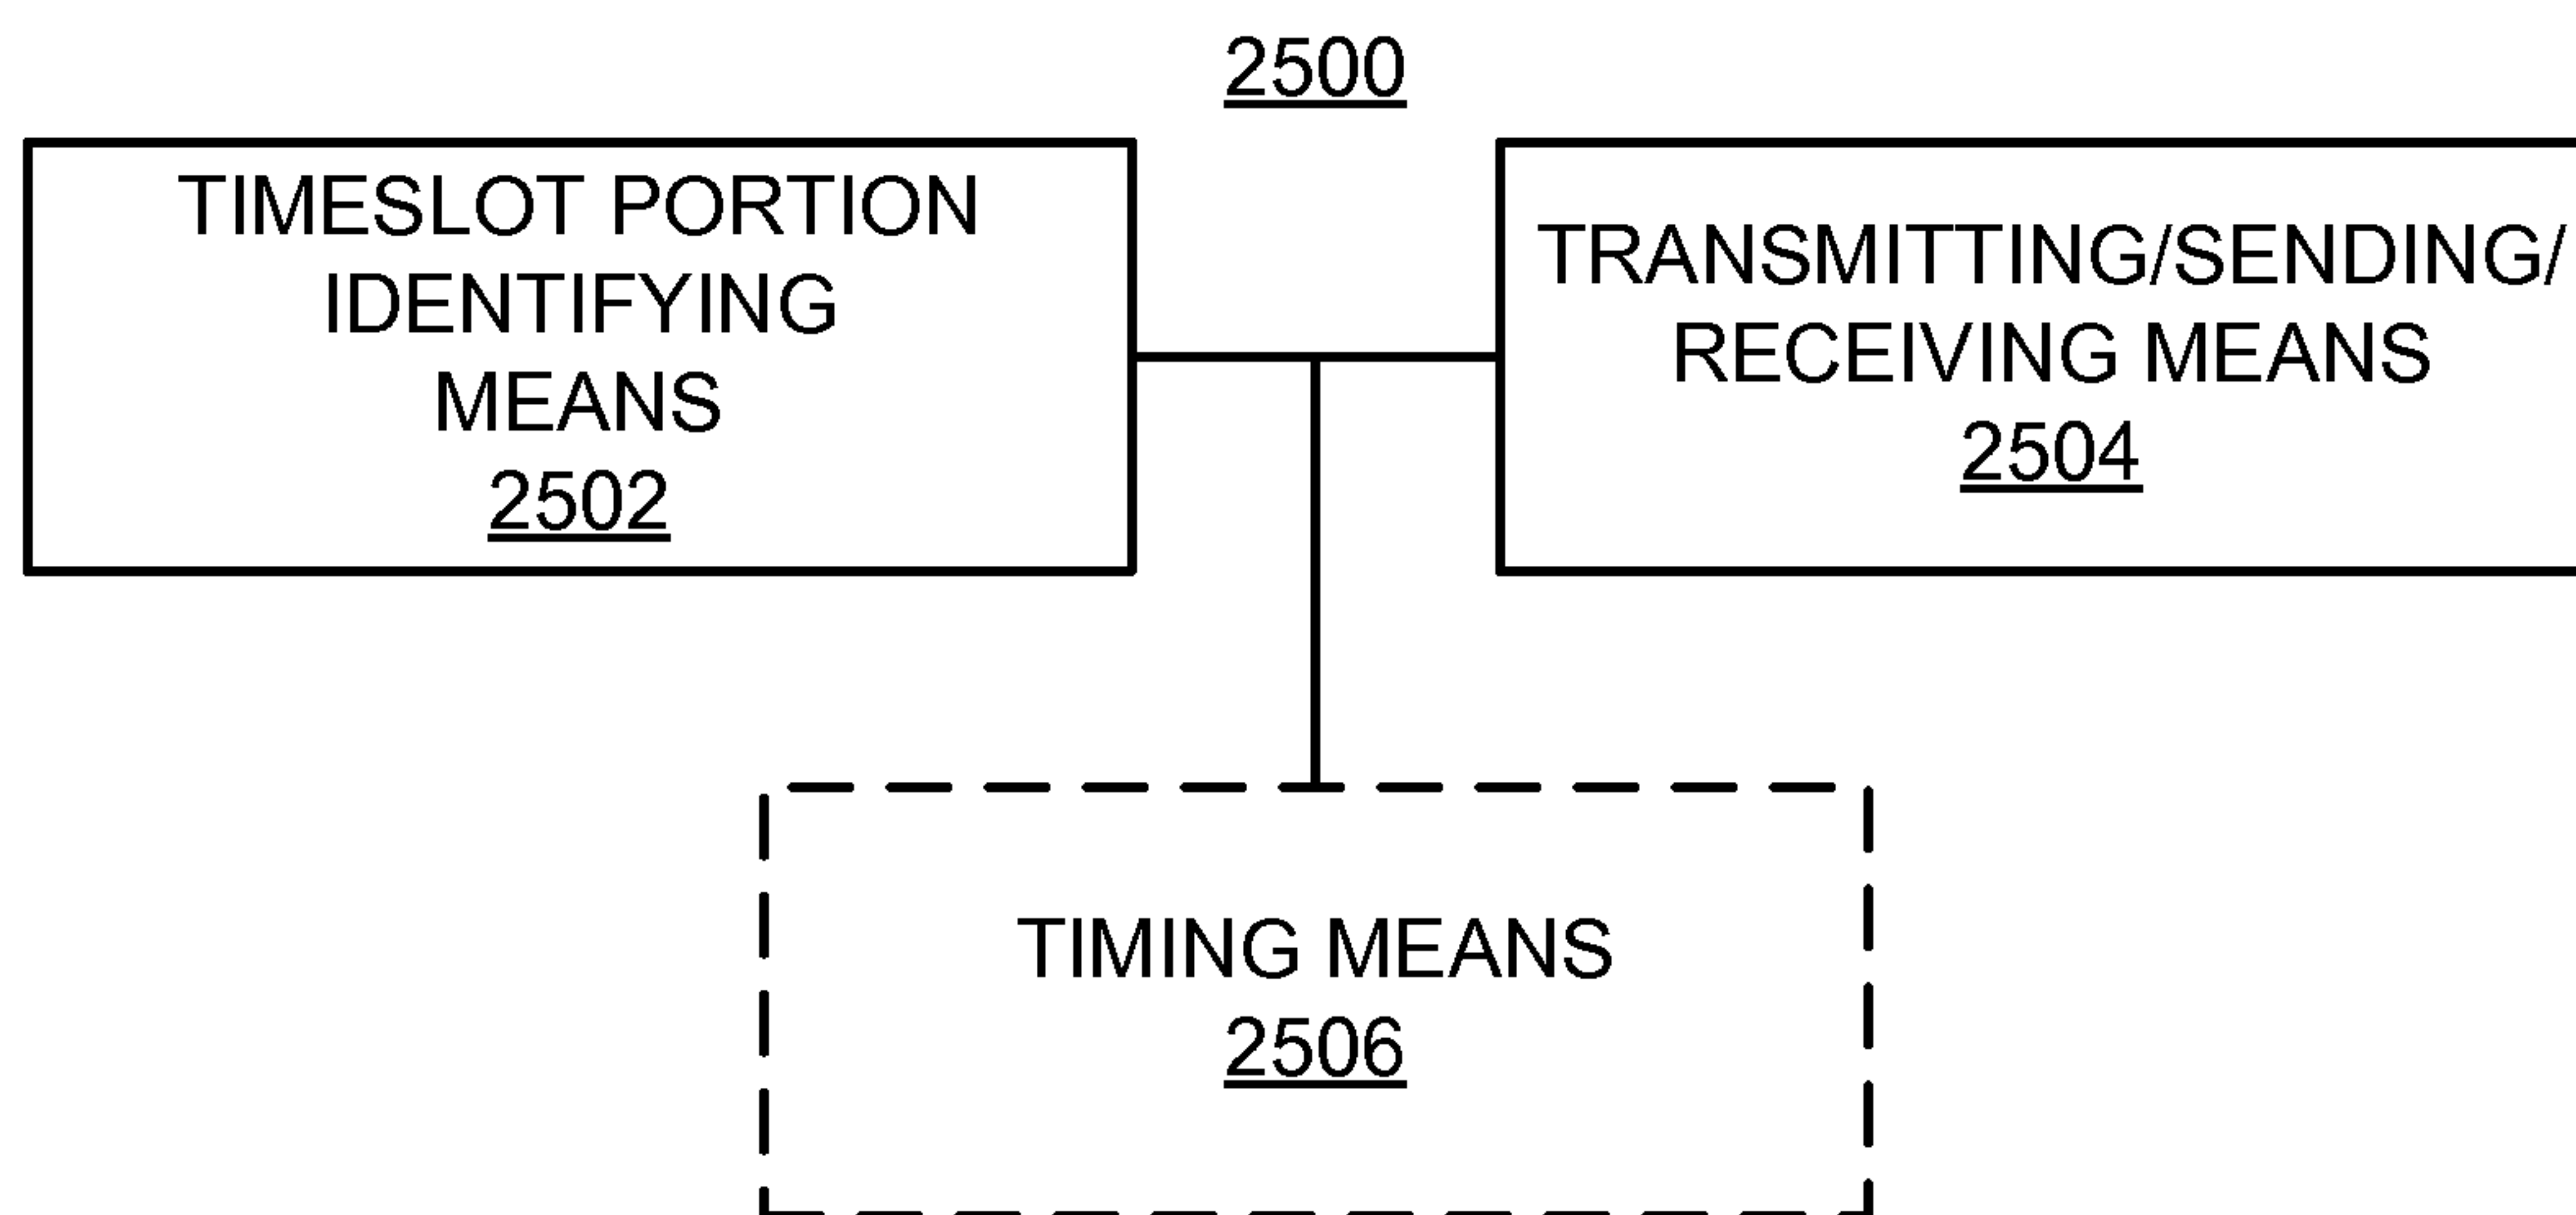 2500
TIMESLOT PORTION
IDENTIFYING
MEANS
2502
TRANSMITTING/SENDING/
RECEIVING MEANS
2504
TIMING MEANS
2506